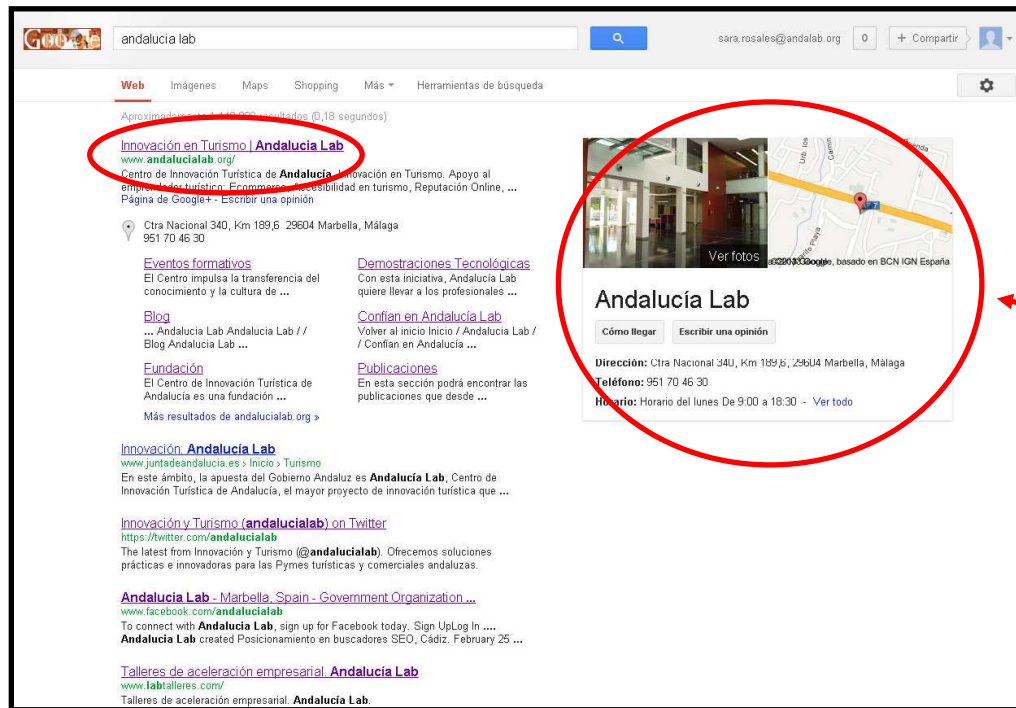 Google
andalucia lab
sara.rosales@andalab.org
0
+ Compartir
Web Imágenes Maps Shopping Más Herramientas de búsqueda
Aproximadamente resultados (0,18 segundos)
Innovación en Turismo | Andalucia Lab
www.andalucialab.org/
Centro de Innovación Turística de Andalucía. Innovación en Turismo. Apoyo al
emprendedor turístico: Ecommerce, Accesibilidad en turismo, Reputación Online, ...
Página de Google+ - Escribir una opinión
Ctra Nacional 340, Km 189,6 29604 Marbella, Málaga
951 70 46 30
Eventos formativos
El Centro impulsa la transferencia del
conocimiento y la cultura de ...
Demostraciones Tecnológicas
Con esta iniciativa, Andalucía Lab
quiere llevar a los profesionales ...
Blog
... Andalucia Lab Andalucia Lab / /
Blog Andalucia Lab ...
Confían en Andalucía Lab
Volver al inicio Inicio / Andalucia Lab /
/ Confían en Andalucía ...
Fundación
El Centro de Innovación Turística de
Andalucía es una fundación ...
Publicaciones
En esta sección podrá encontrar las
publicaciones que desde ...
Más resultados de andalucialab.org »
Innovación: Andalucía Lab
www.juntadeandalucia.es › Inicio › Turismo
En este ámbito, la apuesta del Gobierno Andaluz es Andalucía Lab, Centro de
Innovación Turística de Andalucía, el mayor proyecto de innovación turística que ...
Innovación y Turismo (andalucialab) on Twitter
https://twitter.com/andalucialab
The latest from Innovación y Turismo (@andalucialab). Ofrecemos soluciones
prácticas e innovadoras para las Pymes turísticas y comerciales andaluzas.
Andalucia Lab - Marbella, Spain - Government Organization ...
www.facebook.com/andalucialab
To connect with Andalucia Lab, sign up for Facebook today. Sign UpLog In ....
Andalucia Lab created Posicionamiento en buscadores SEO, Cádiz. February 25 ...
Talleres de aceleración empresarial. Andalucía Lab
www.labtalleres.com/
Talleres de aceleración empresarial. Andalucía Lab.
Ver fotos
Urb. los
A-7
basado en BCN IGN España
Andalucía Lab
Cómo llegar
Escribir una opinión
Dirección: Ctra Nacional 340, Km 189,6, 29604 Marbella, Málaga
Teléfono: 951 70 46 30
Horario: Horario del lunes De 9:00 a 18:30 - Ver todo